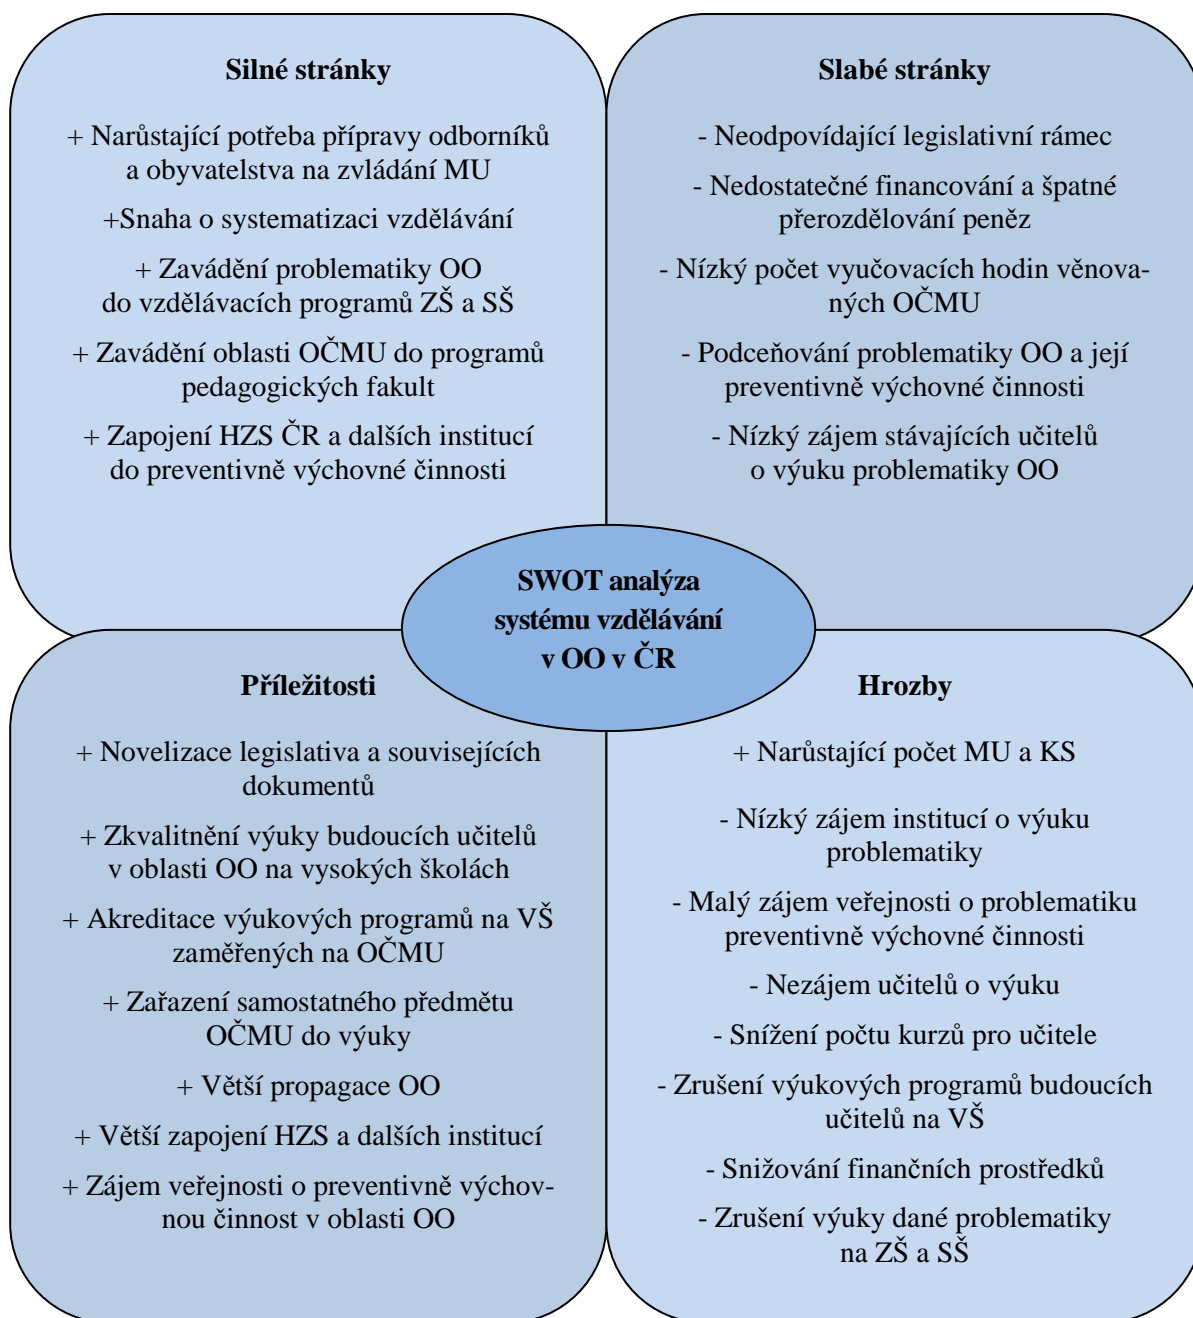 Silné stránky
+ Narůstající potřeba přípravy odborníků
a obyvatelstva na zvládání MU
+Snaha o systematizaci vzdělávání
+ Zavádění problematiky OO
do vzdělávacích programů ZŠ a SŠ
+ Zavádění oblasti OČMU do programů
pedagogických fakult
+ Zapojení HZS ČR a dalších institucí
do preventivně výchovné činnosti
Slabé stránky
- Neodpovídající legislativní rámec
- Nedostatečné financování a špatné
přerozdělování peněz
- Nízký počet vyučovacích hodin věnova-
ných OČMU
- Podceňování problematiky OO a její
preventivně výchovné činnosti
- Nízký zájem stávajících učitelů
o výuku problematiky OO
SWOT analýza
systému vzdělávání
v OO v ČR
Příležitosti
+ Novelizace legislativa a souvisejících
dokumentů
+ Zkvalitnění výuky budoucích učitelů
v oblasti OO na vysokých školách
+ Akreditace výukových programů na VŠ
zaměřených na OČMU
+ Zařazení samostatného předmětu
OČMU do výuky
+ Větší propagace OO
+ Větší zapojení HZS a dalších institucí
+ Zájem veřejnosti o preventivně výchov-
nou činnost v oblasti OO
Hrozby
+ Narůstající počet MU a KS
- Nízký zájem institucí o výuku
problematiky
- Malý zájem veřejnosti o problematiku
preventivně výchovné činnosti
- Nezájem učitelů o výuku
- Snížení počtu kurzů pro učitele
- Zrušení výukových programů budoucích
učitelů na VŠ
- Snižování finančních prostředků
- Zrušení výuky dané problematiky
na ZŠ a SŠ